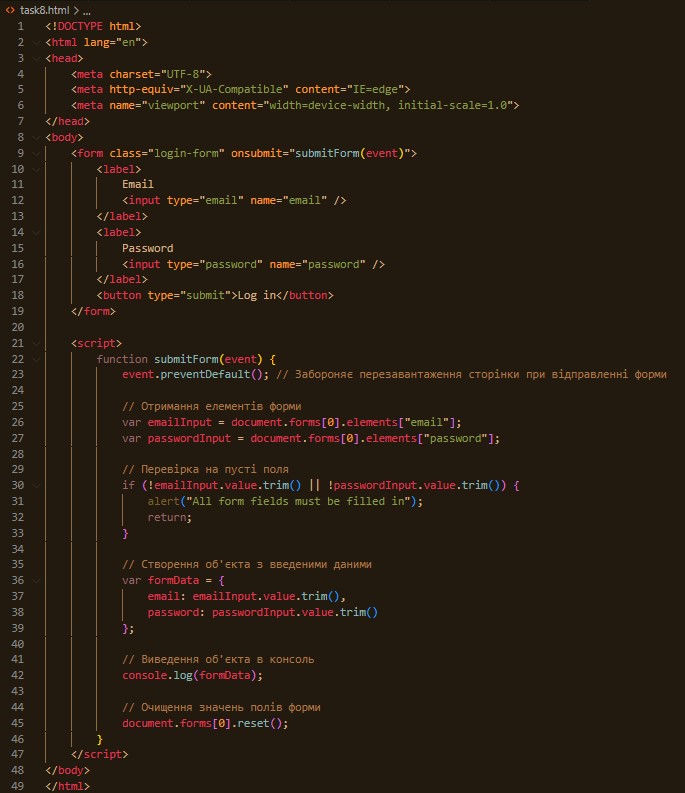 task8.html > ...
1 <!DOCTYPE html>
2 <html lang="en">
3 <head>
4     <meta charset="UTF-8">
5     <meta http-equiv="X-UA-Compatible" content="IE=edge">
6     <meta name="viewport" content="width=device-width, initial-scale=1.0">
7 </head>
8 <body>
9     <form class="login-form" onsubmit="submitForm(event)">
10         <label>
11             Email
12             <input type="email" name="email" />
13         </label>
14         <label>
15             Password
16             <input type="password" name="password" />
17         </label>
18         <button type="submit">Log in</button>
19     </form>
20
21     <script>
22         function submitForm(event) {
23             event.preventDefault(); // Забороняє перезавантаження сторінки при відправленні форми
24
25             // Отримання елементів форми
26             var emailInput = document.forms[0].elements["email"];
27             var passwordInput = document.forms[0].elements["password"];
28
29             // Перевірка на пусті поля
30             if (!emailInput.value.trim() || !passwordInput.value.trim()) {
31                 alert("All form fields must be filled in");
32                 return;
33             }
34
35             // Створення об'єкта з введеними даними
36             var formData = {
37                 email: emailInput.value.trim(),
38                 password: passwordInput.value.trim()
39             };
40
41             // Виведення об'єкта в консоль
42             console.log(formData);
43
44             // Очищення значень полів форми
45             document.forms[0].reset();
46         }
47     </script>
48 </body>
49 </html>